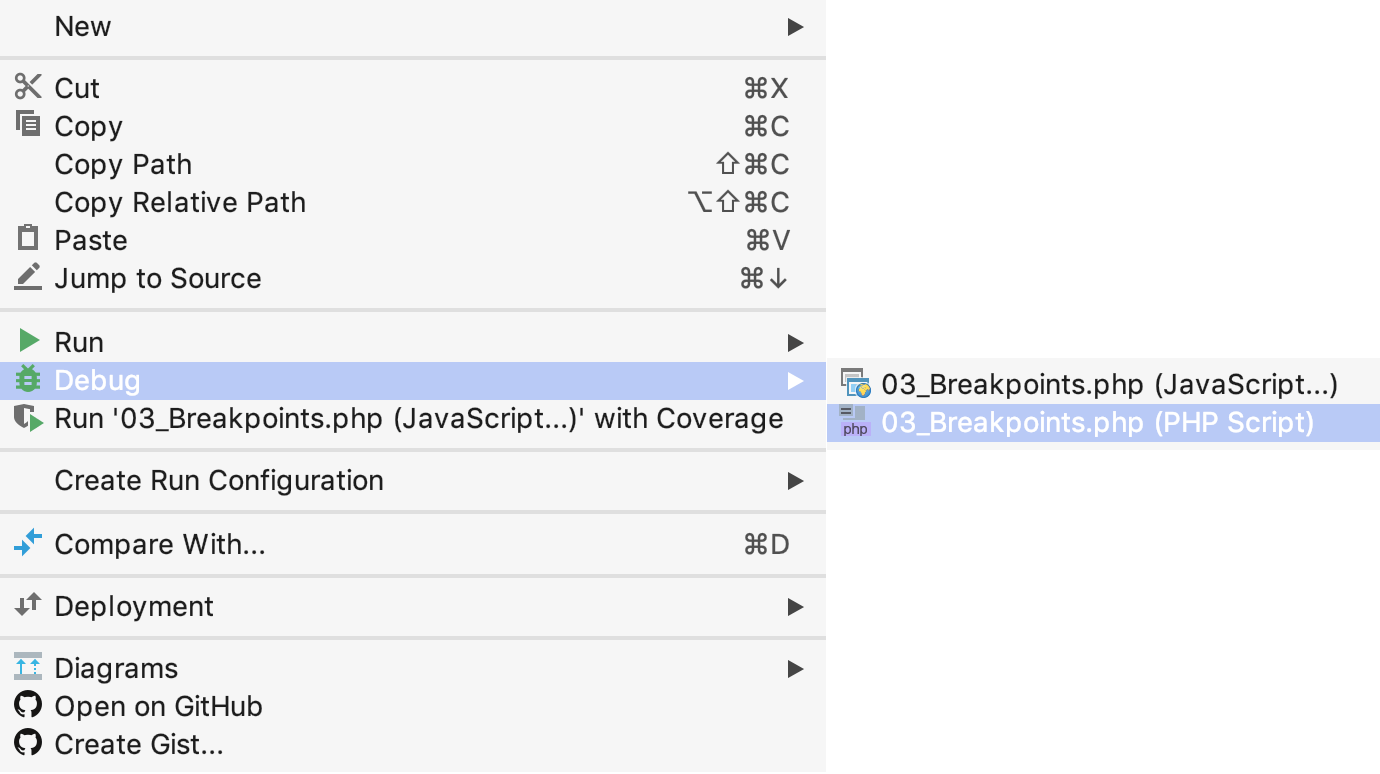 New
Cut ⌘X
Copy ⌘C
Copy Path ⇧⌘C
Copy Relative Path ⌥⇧⌘C
Paste ⌘V
Jump to Source ⌘↓
Run
Debug
03_Breakpoints.php (JavaScript...)
php 03_Breakpoints.php (PHP Script)
Run '03_Breakpoints.php (JavaScript...)' with Coverage
Create Run Configuration
Compare With... ⌘D
Deployment
Diagrams
Open on GitHub
Create Gist...